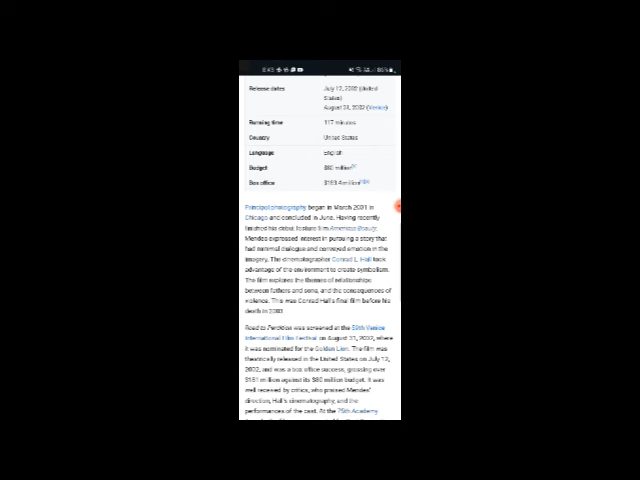 Release dates July 12, 2002 (United
States)
August 31, 2002 (Venice)
Running time 117 minutes
Country United States
Language English
Budget $80 million
Box office million
Principal photography began in March 2001 in
Chicago and concluded in June. Having recently
finished his debut feature film American Beauty,
Mendes expressed interest in pursuing a story that
had minimal dialogue and conveyed emotion in the
imagery. The cinematographer Conrad L. Hall took
advantage of the environment to create symbolism.
The film explores the themes of relationships
between fathers and sons, and the consequences of
violence. This was Conrad Hall's final film before his
death in 2003.
Road to Perdition was screened at the 59th Venice
International Film Festival on August 31, 2002, where
it was nominated for the Golden Lion. The film was
theatrically released in the United States on July 12,
2002, and was a box office success, grossing over
$181 million against its $80 million budget. It was
well received by critics, who praised Mendes'
direction, Hall's cinematography, and the
performances of the cast. At the 75th Academy